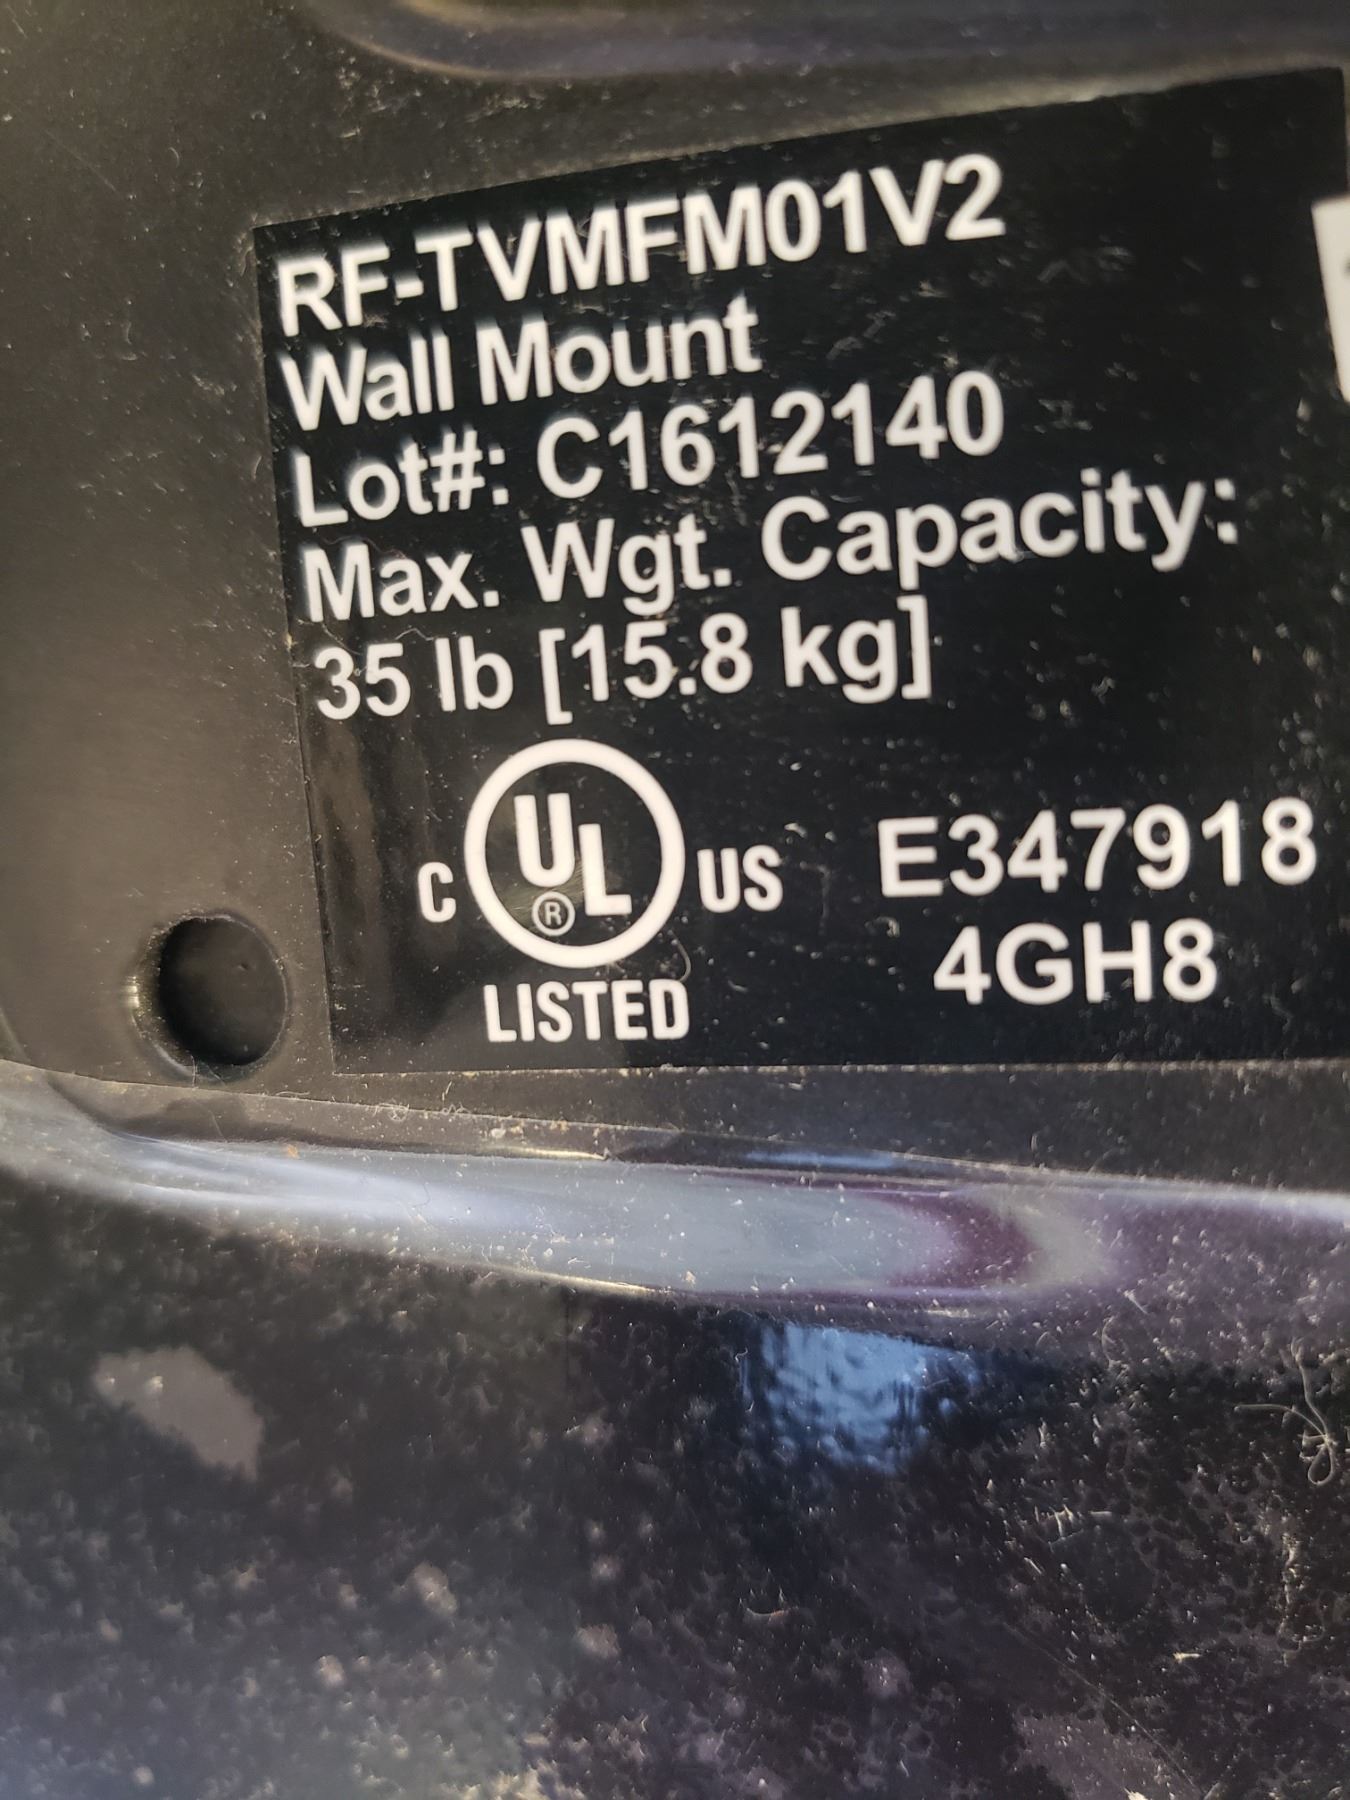 RF-TVMFM01V2
Wall Mount
Lot#: C1612140
Max. Wgt. Capacity:
35 lb [15.8 kg]
C UL® US
LISTED
E347918
4GH8